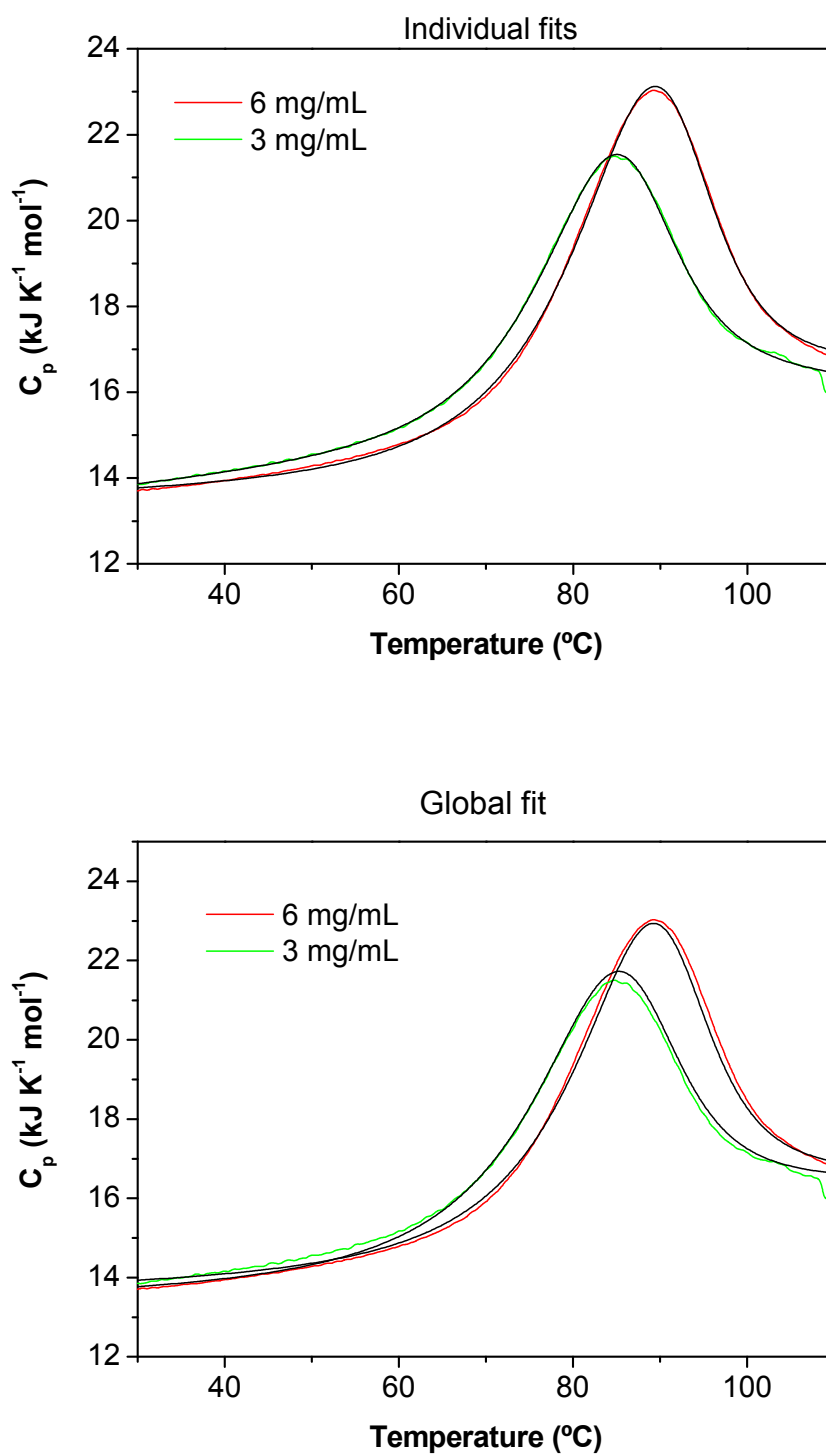 Individual fits
24
22
20
18
16
14
12
6 mg/mL
3 mg/mL
C_p (kJ K⁻¹ mol⁻¹)
40 60 80 100
Temperature (ºC)
Global fit
24
22
20
18
16
14
12
6 mg/mL
3 mg/mL
C_p (kJ K⁻¹ mol⁻¹)
40 60 80 100
Temperature (ºC)